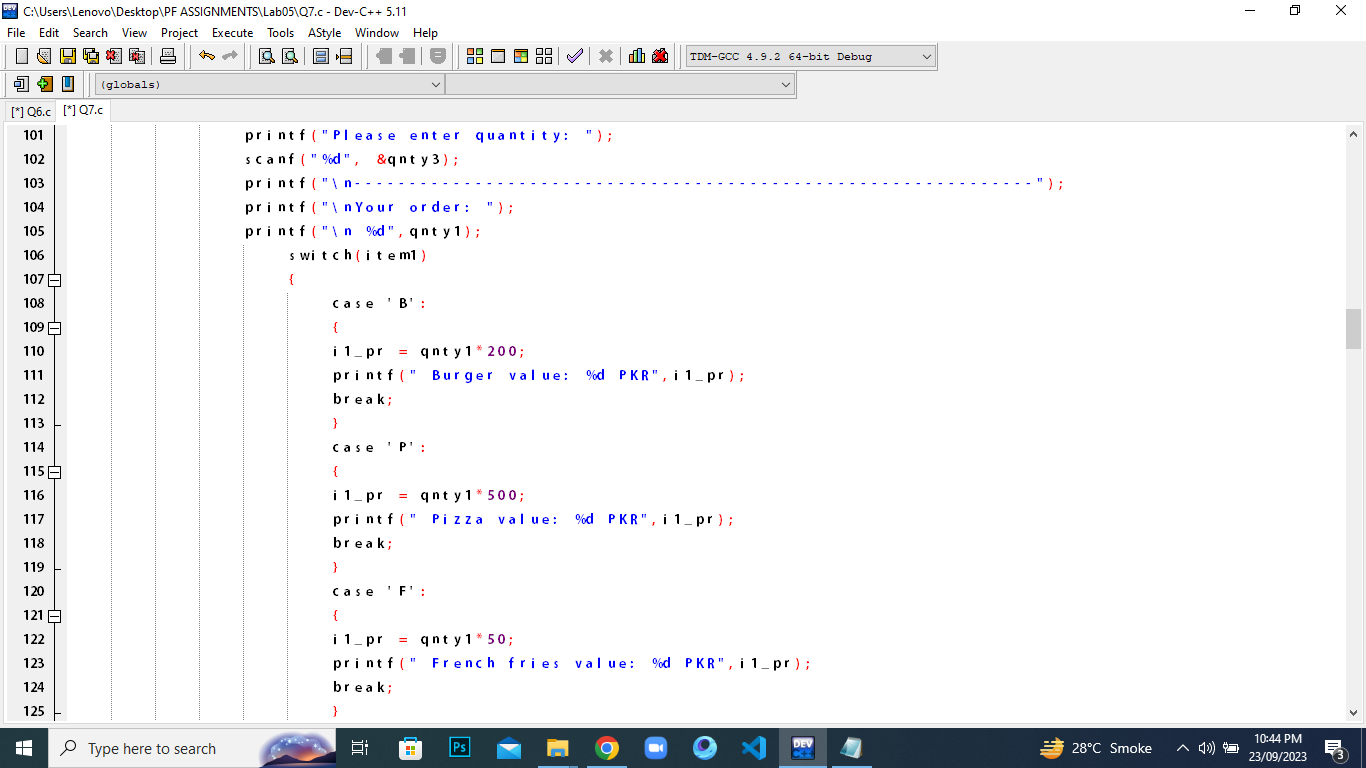 C:\Users\Lenovo\Desktop\PF ASSIGNMENTS\Lab05\Q7.c - Dev-C++ 5.11
File Edit Search View Project Execute Tools AStyle Window Help
TDM-GCC 4.9.2 64-bit Debug
(globals)
[*] Q6.c [*] Q7.c
101 printf("Please enter quantity: ");
102 scanf("%d", &qnty3);
103 printf("\n--------------------------------------------------------------");
104 printf("\nYour order: ");
105 printf("\n %d",qnty1);
106 switch(item1)
107 {
108 case 'B':
109 {
110 i1_pr = qnty1*200;
111 printf(" Burger value: %d PKR",i1_pr);
112 break;
113 }
114 case 'P':
115 {
116 i1_pr = qnty1*500;
117 printf(" Pizza value: %d PKR",i1_pr);
118 break;
119 }
120 case 'F':
121 {
122 i1_pr = qnty1*50;
123 printf(" French fries value: %d PKR",i1_pr);
124 break;
125 }
Type here to search
Ps
DEV
28°C Smoke
10:44 PM
23/09/2023
3